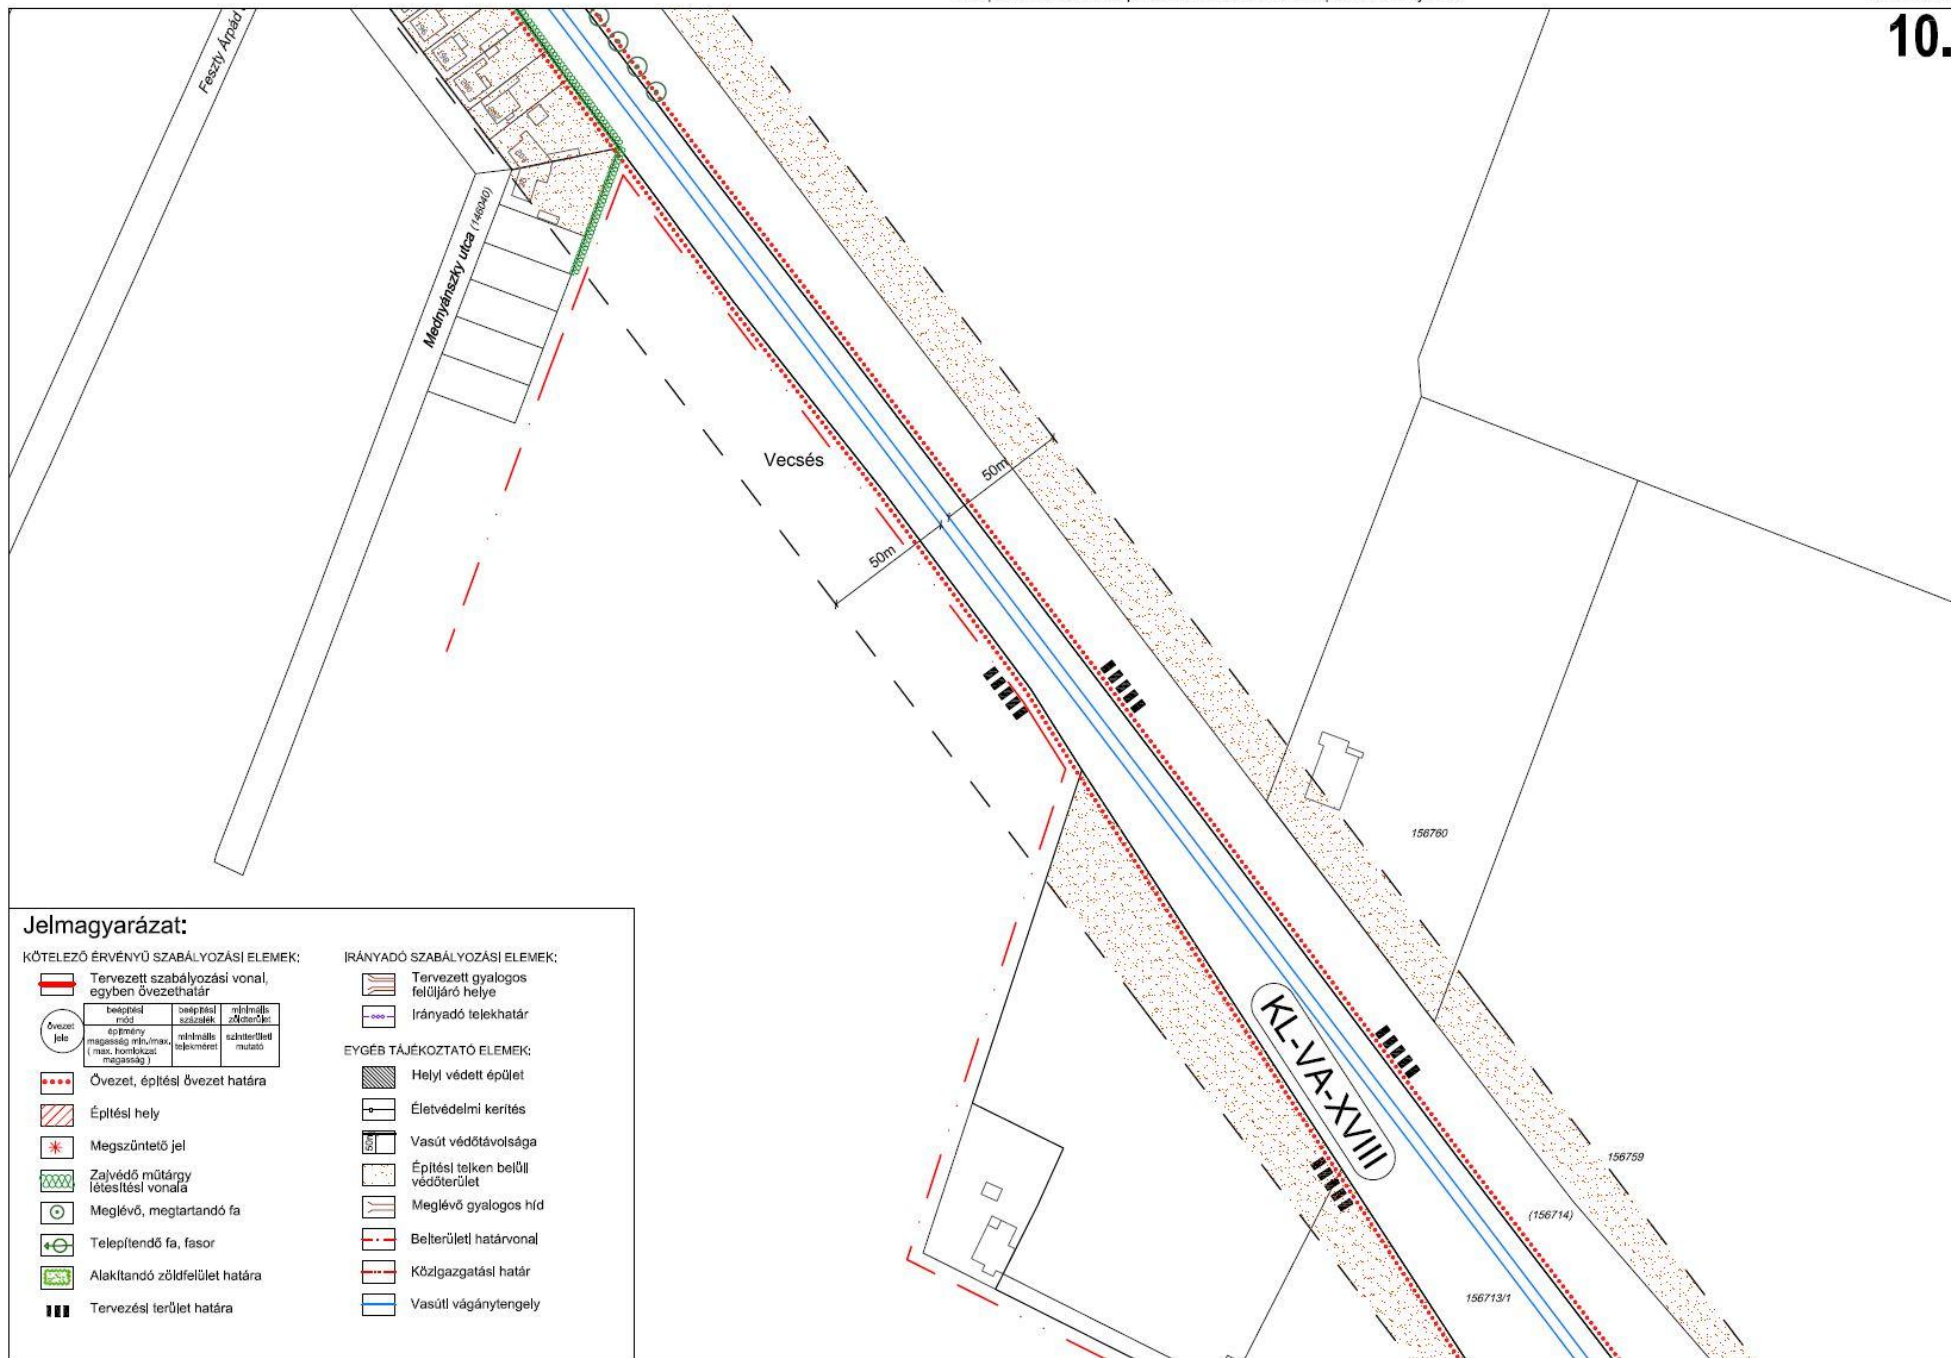 10.
Feszty Árpád
196
198
200
Mednyánszky utca (146040)
Vecsés
50m
50m
156760
KL-VA-XVIII
156759
(156714)
156713/1
Jelmagyarázat:
KÖTELEZŐ ÉRVÉNYŰ SZABÁLYOZÁSI ELEMEK:
Tervezett szabályozási vonal,
egyben övezethatár
övezet
jele
beépítési
mód
beépítési
százalék
minimális
zöldterület
építmény
magasság min./max.
( max. homlokzat
magasság )
minimális
telekméret
szintterületi
mutató
Övezet, építési övezet határa
Építési hely
Megszüntető jel
Zajvédő műtárgy
létesítési vonala
Meglévő, megtartandó fa
Telepítendő fa, fasor
Alakítandó zöldfelület határa
Tervezési terület határa
IRÁNYADÓ SZABÁLYOZÁSI ELEMEK:
Tervezett gyalogos
felüljáró helye
Irányadó telekhatár
EYGÉB TÁJÉKOZTATÓ ELEMEK:
Helyi védett épület
Életvédelmi kerítés
50m
Vasút védőtávolsága
Építési telken belüli
védőterület
Meglévő gyalogos híd
Belterületi határvonal
Közigazgatási határ
Vasúti vágánytengely